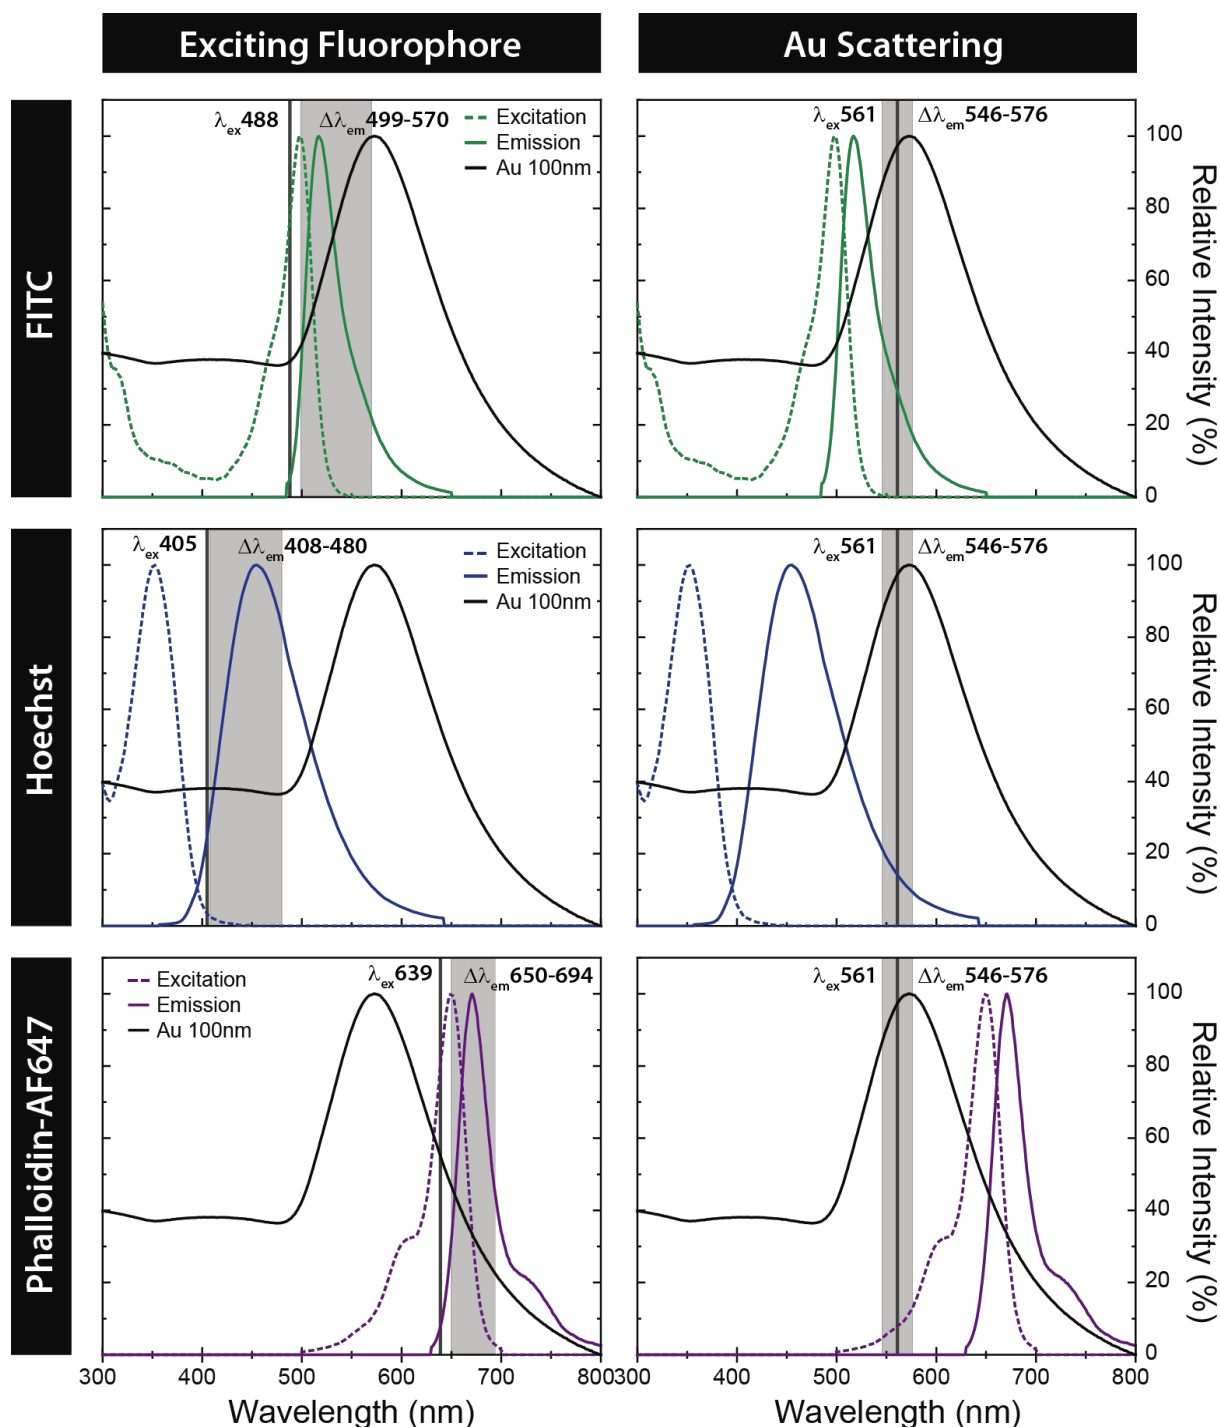 Exciting Fluorophore
Au Scattering
FITC
λex488
Δλem499-570
Excitation
Emission
Au 100nm
λex561
Δλem546-576
100
80
60
40
20
0
Relative Intensity (%)
Hoechst
λex405
Δλem408-480
Excitation
Emission
Au 100nm
λex561
Δλem546-576
100
80
60
40
20
0
Relative Intensity (%)
Phalloidin-AF647
Excitation
Emission
Au 100nm
λex639
Δλem650-694
λex561
Δλem546-576
100
80
60
40
20
0
Relative Intensity (%)
300 400 500 600 700 800
300 400 500 600 700 800
Wavelength (nm)
Wavelength (nm)